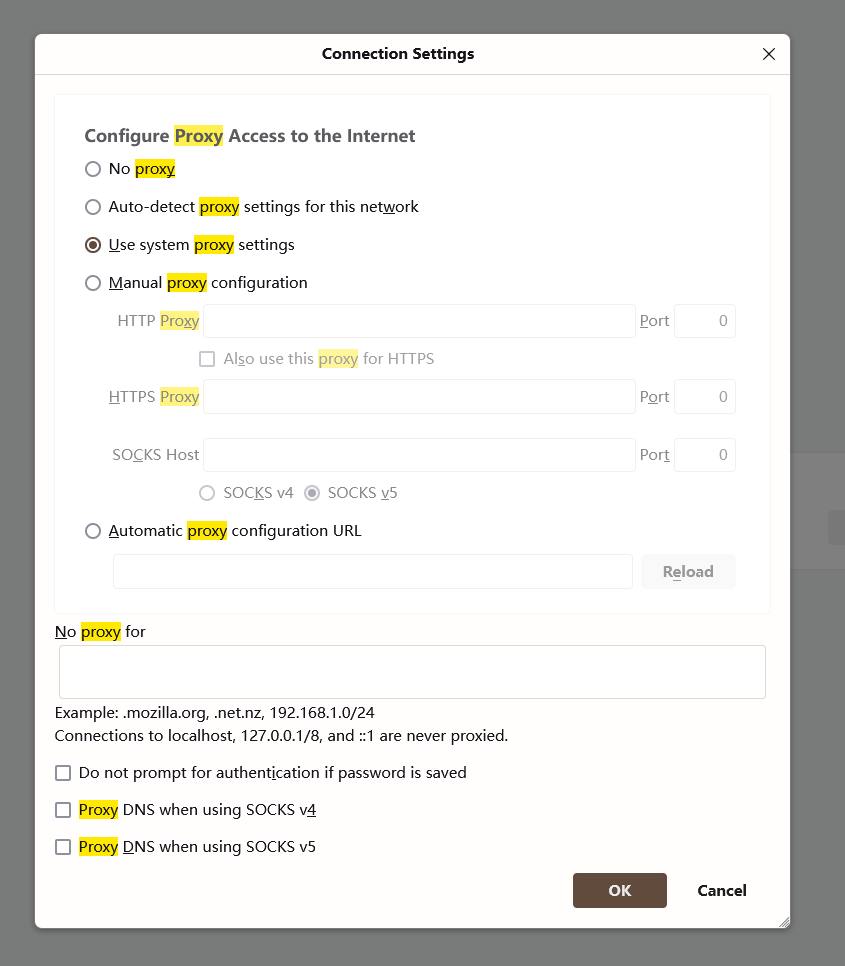 Connection Settings
Configure Proxy Access to the Internet
No proxy
Auto-detect proxy settings for this network
Use system proxy settings
Manual proxy configuration
HTTP Proxy Port 0
Also use this proxy for HTTPS
HTTPS Proxy Port 0
SOCKS Host Port 0
SOCKS v4 SOCKS v5
Automatic proxy configuration URL
Reload
No proxy for
Example: .mozilla.org, .net.nz, 192.168.1.0/24
Connections to localhost, 127.0.0.1/8, and ::1 are never proxied.
Do not prompt for authentication if password is saved
Proxy DNS when using SOCKS v4
Proxy DNS when using SOCKS v5
OK Cancel